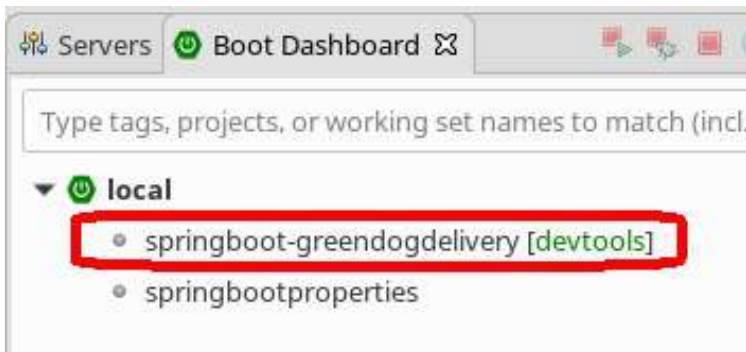 Servers Boot Dashboard
Type tags, projects, or working set names to match (incl.
local
springboot-greendogdelivery [devtools]
springbootproperties